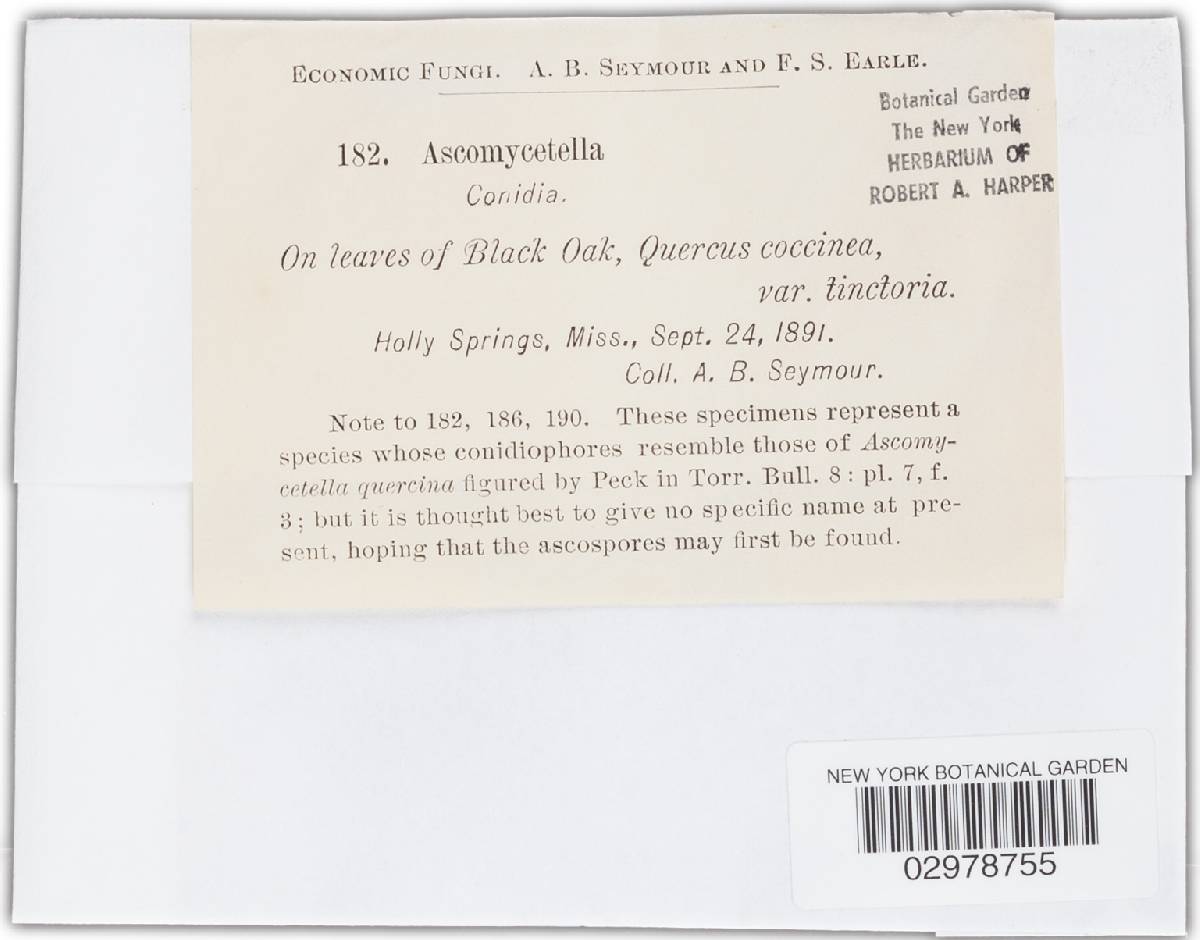 ECONOMIC FUNGI. A. B. SEYMOUR AND F. S. EARLE.
Botanical Garden
The New York
HERBARIUM OF
ROBERT A. HARPER
182. Ascomycetella
Conidia.
On leaves of Black Oak, Quercus coccinea,
var. tinctoria.
Holly Springs, Miss., Sept. 24, 1891.
Coll. A. B. Seymour.
Note to 182, 186, 190. These specimens represent a
species whose conidiophores resemble those of Ascomy-
cetella quercina figured by Peck in Torr. Bull. 8 : pl. 7, f.
3 ; but it is thought best to give no specific name at pre-
sent, hoping that the ascospores may first be found.
NEW YORK BOTANICAL GARDEN
02978755